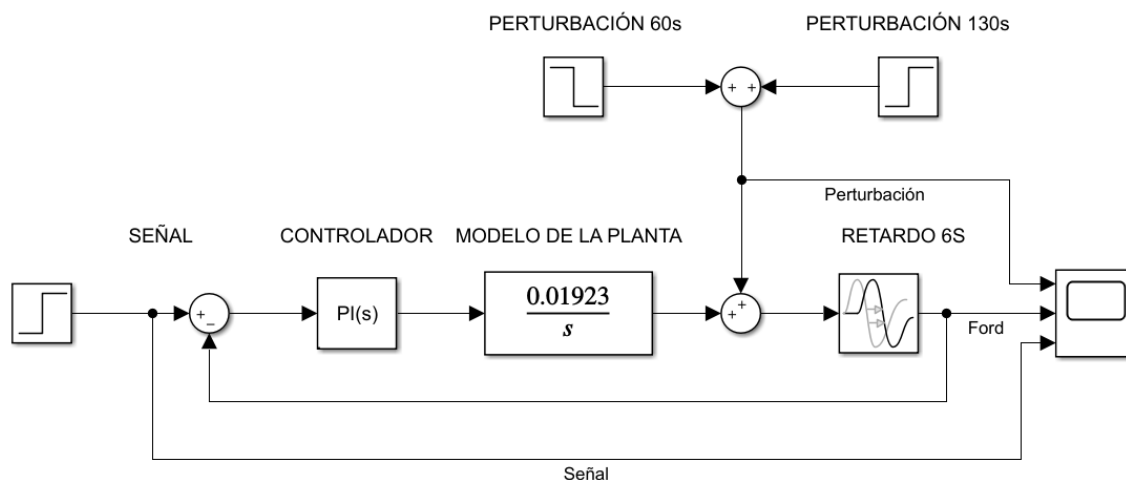 PERTURBACIÓN 60s
PERTURBACIÓN 130s
+ +
Perturbación
SEÑAL
CONTROLADOR
MODELO DE LA PLANTA
RETARDO 6S
+
−
PI(s)
0.01923
s
+
+
Ford
Señal